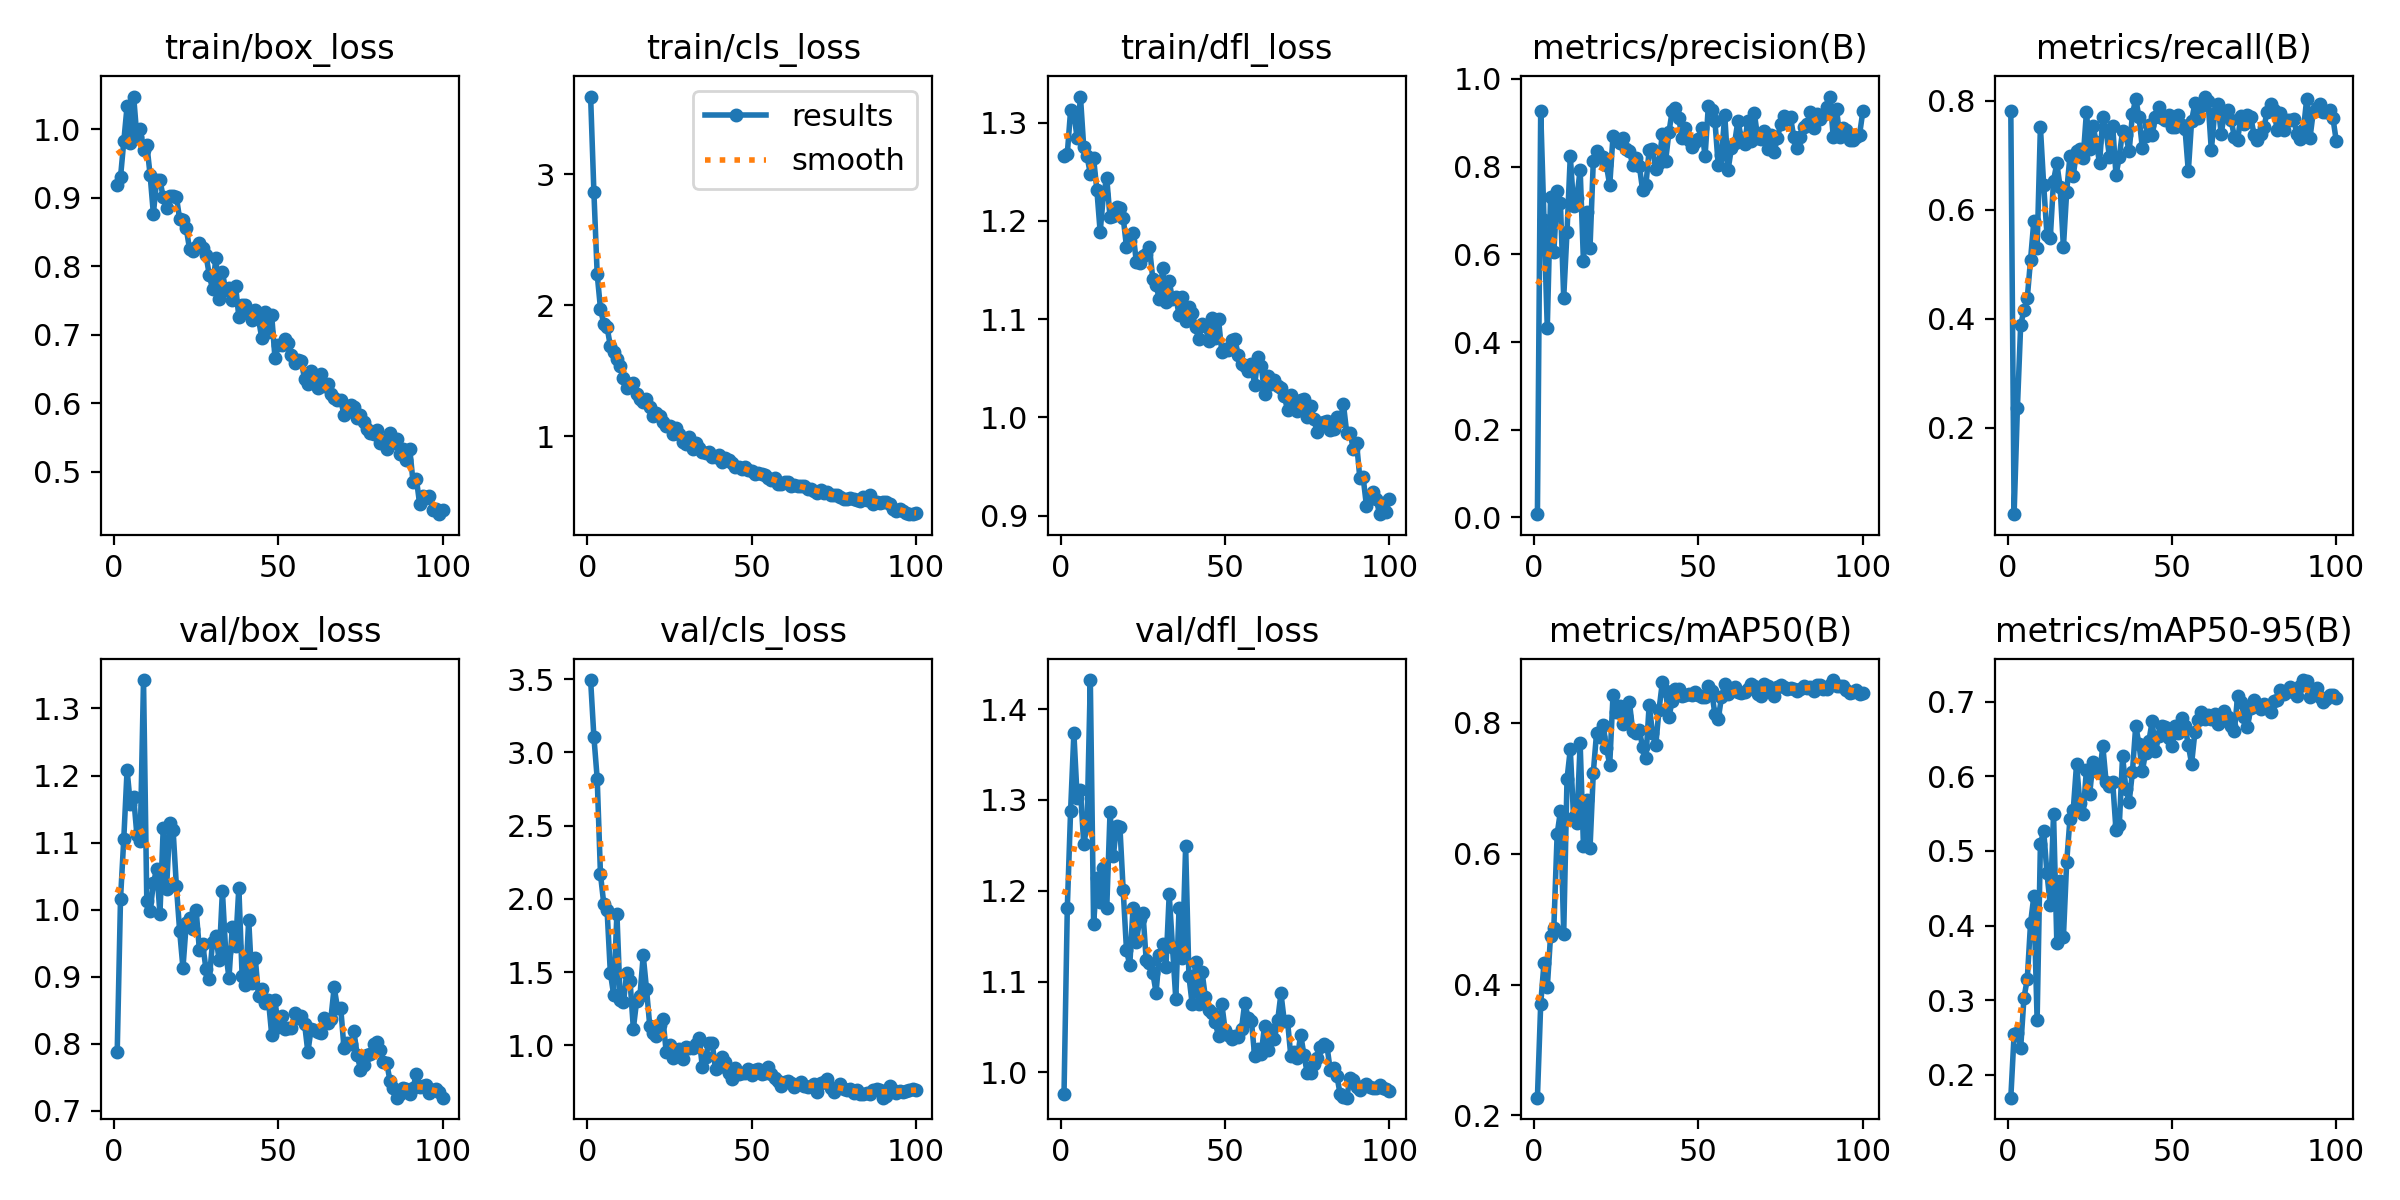 train/box_loss
1.0
0.9
0.8
0.7
0.6
0.5
0 50 100
train/cls_loss
results
smooth
3
2
1
0 50 100
train/dfl_loss
1.3
1.2
1.1
1.0
0.9
0 50 100
metrics/precision(B)
1.0
0.8
0.6
0.4
0.2
0.0
0 50 100
metrics/recall(B)
0.8
0.6
0.4
0.2
0 50 100
val/box_loss
1.3
1.2
1.1
1.0
0.9
0.8
0.7
0 50 100
val/cls_loss
3.5
3.0
2.5
2.0
1.5
1.0
0 50 100
val/dfl_loss
1.4
1.3
1.2
1.1
1.0
0 50 100
metrics/mAP50(B)
0.8
0.6
0.4
0.2
0 50 100
metrics/mAP50-95(B)
0.7
0.6
0.5
0.4
0.3
0.2
0 50 100